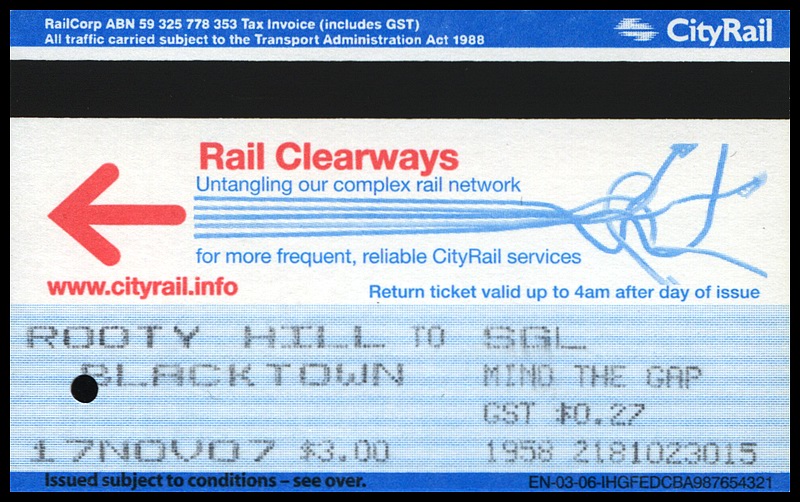 RailCorp ABN 59 325 778 353 Tax Invoice (includes GST)
All traffic carried subject to the Transport Administration Act 1988
CityRail
Rail Clearways
Untangling our complex rail network
for more frequent, reliable CityRail services
www.cityrail.info
Return ticket valid up to 4am after day of issue
ROOTY HILL TO SGL
BLACKTOWN MIND THE GAP
GST $0.27
17NOV07 $3.00 1958 2181023015
Issued subject to conditions – see over. EN-03-06-IHGFEDCBA987654321